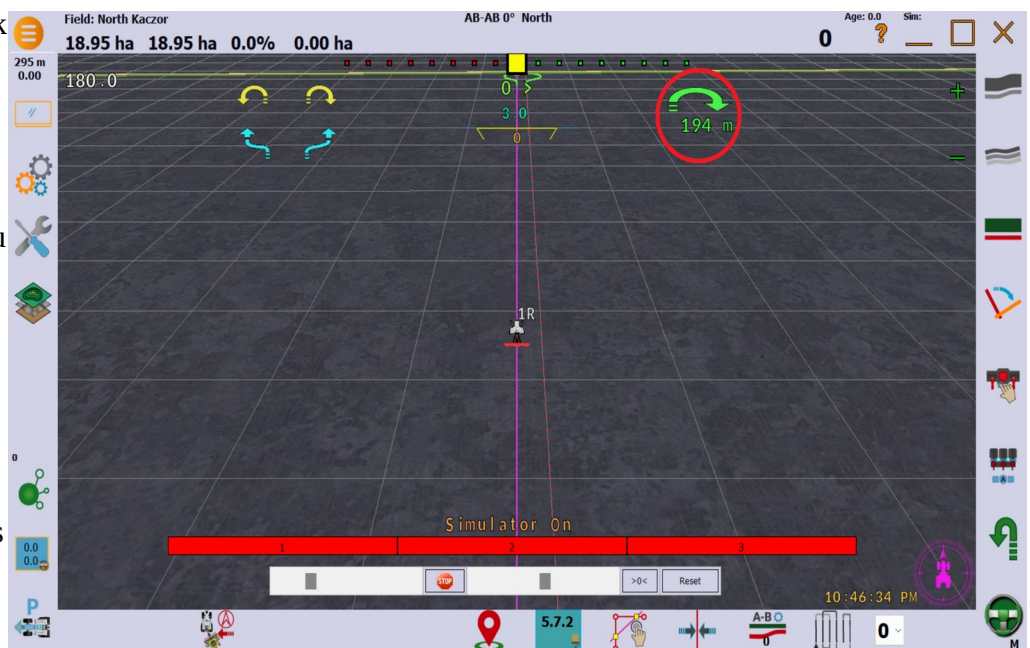 k
Field: North Kaczor
AB-AB 0° North
Age: 0.0 Sim:
18.95 ha 18.95 ha 0.0% 0.00 ha
0
?
295 m
0.00
180.0
0 >
3.0
0
194 m
+
-
u
1R
0
Simulator On
s
1 2 3
0.0
0.0
STOP
>0<
Reset
10:46:34 PM
P
A
5.7.2
A-B
0
0
M